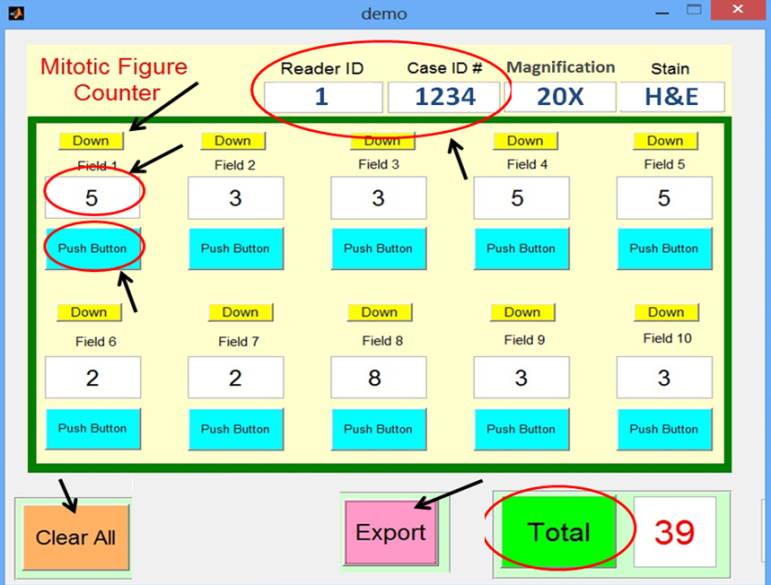 demo
Mitotic Figure
Counter
Reader ID Case ID # Magnification Stain
1 1234 20X H&E
Down Down Down Down Down
Field 1 Field 2 Field 3 Field 4 Field 5
5 3 3 5 5
Push Button Push Button Push Button Push Button Push Button
Down Down Down Down Down
Field 6 Field 7 Field 8 Field 9 Field 10
2 2 8 3 3
Push Button Push Button Push Button Push Button Push Button
Clear All Export Total 39